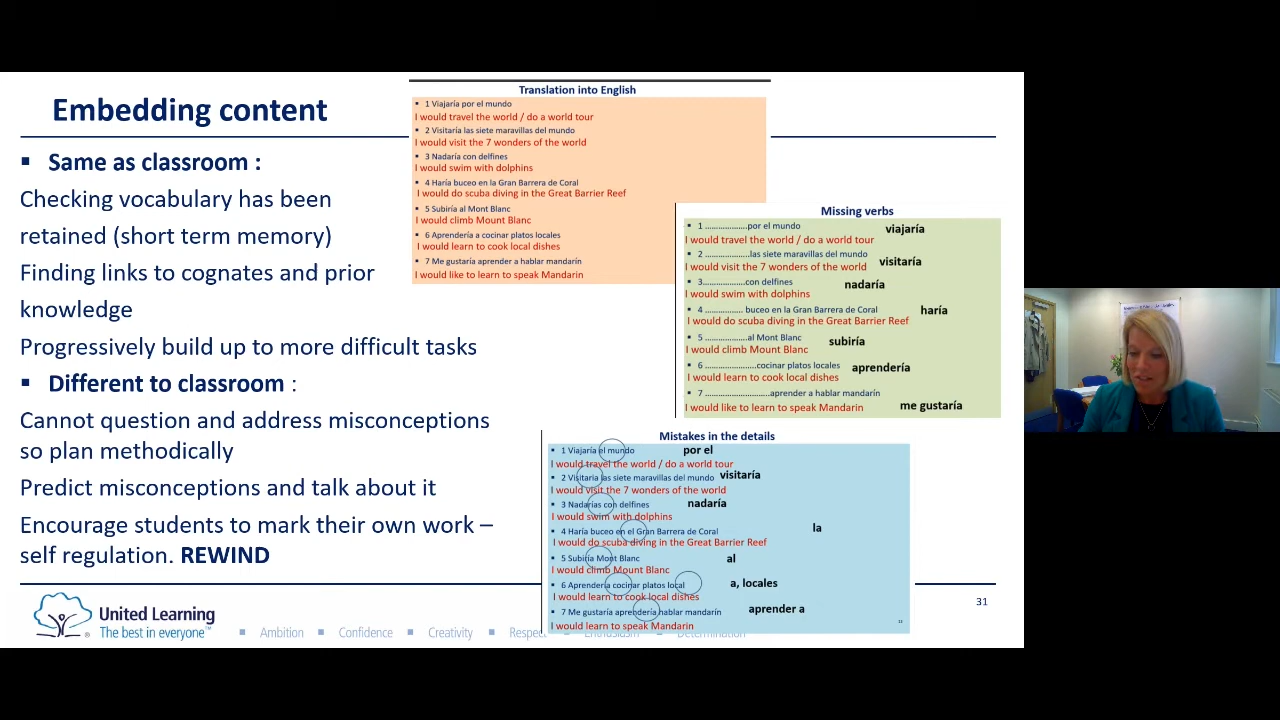 Embedding content
▪ Same as classroom :
Checking vocabulary has been
retained (short term memory)
Finding links to cognates and prior
knowledge
Progressively build up to more difficult tasks
▪ Different to classroom :
Cannot question and address misconceptions
so plan methodically
Predict misconceptions and talk about it
Encourage students to mark their own work –
self regulation. REWIND
Translation into English
▪ 1 Viajaría por el mundo
I would travel the world / do a world tour
▪ 2 Visitaría las siete maravillas del mundo
I would visit the 7 wonders of the world
▪ 3 Nadaría con delfines
I would swim with dolphins
▪ 4 Haría buceo en la Gran Barrera de Coral
I would do scuba diving in the Great Barrier Reef
▪ 5 Subiría al Mont Blanc
I would climb Mount Blanc
▪ 6 Aprendería a cocinar platos locales
I would learn to cook local dishes
▪ 7 Me gustaría aprender a hablar mandarín
I would like to learn to speak Mandarin
Missing verbs
▪ 1 ..................por el mundo viajaría
I would travel the world / do a world tour
▪ 2 ....................las siete maravillas del mundo visitaría
I would visit the 7 wonders of the world
▪ 3...................con delfines nadaría
I would swim with dolphins
▪ 4 ................. buceo en la Gran Barrera de Coral haría
I would do scuba diving in the Great Barrier Reef
▪ 5 ...................al Mont Blanc subiría
I would climb Mount Blanc
▪ 6 .......................cocinar platos locales aprendería
I would learn to cook local dishes
▪ 7 ............................aprender a hablar mandarín
I would like to learn to speak Mandarin me gustaría
Mistakes in the details
▪ 1 Viajaría el mundo por el
I would travel the world / do a world tour
▪ 2 Visitaria las siete maravillas del mundo visitaría
I would visit the 7 wonders of the world
▪ 3 Nadarías con delfines nadaría
I would swim with dolphins
▪ 4 Haría buceo en el Gran Barrera de Coral la
I would do scuba diving in the Great Barrier Reef
▪ 5 Subiría Mont Blanc al
I would climb Mount Blanc
▪ 6 Aprendería cocinar platos local a, locales
I would learn to cook local dishes
▪ 7 Me gustaría aprendería hablar mandarín aprender a
I would learn to speak Mandarin
31
United Learning
The best in everyone™
▪ Ambition ▪ Confidence ▪ Creativity ▪ Respect ▪ Enthusiasm ▪ Determination